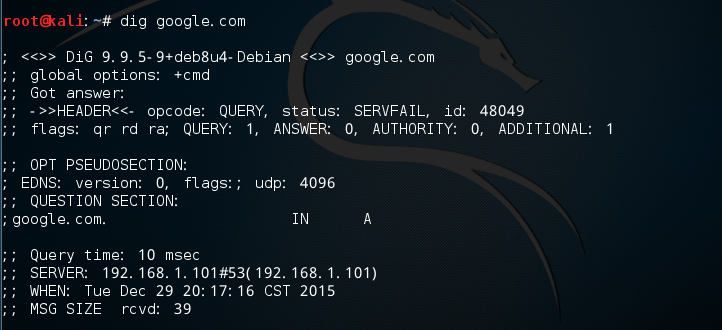 root@kali:~# dig google.com
; <<>> DiG 9.9.5-9+deb8u4-Debian <<>> google.com
;; global options: +cmd
;; Got answer:
;; ->>HEADER<<- opcode: QUERY, status: SERVFAIL, id: 48049
;; flags: qr rd ra; QUERY: 1, ANSWER: 0, AUTHORITY: 0, ADDITIONAL: 1
;; OPT PSEUDOSECTION:
; EDNS: version: 0, flags:; udp: 4096
;; QUESTION SECTION:
;google.com. IN A
;; Query time: 10 msec
;; SERVER: 192.168.1.101#53(192.168.1.101)
;; WHEN: Tue Dec 29 20:17:16 CST 2015
;; MSG SIZE rcvd: 39